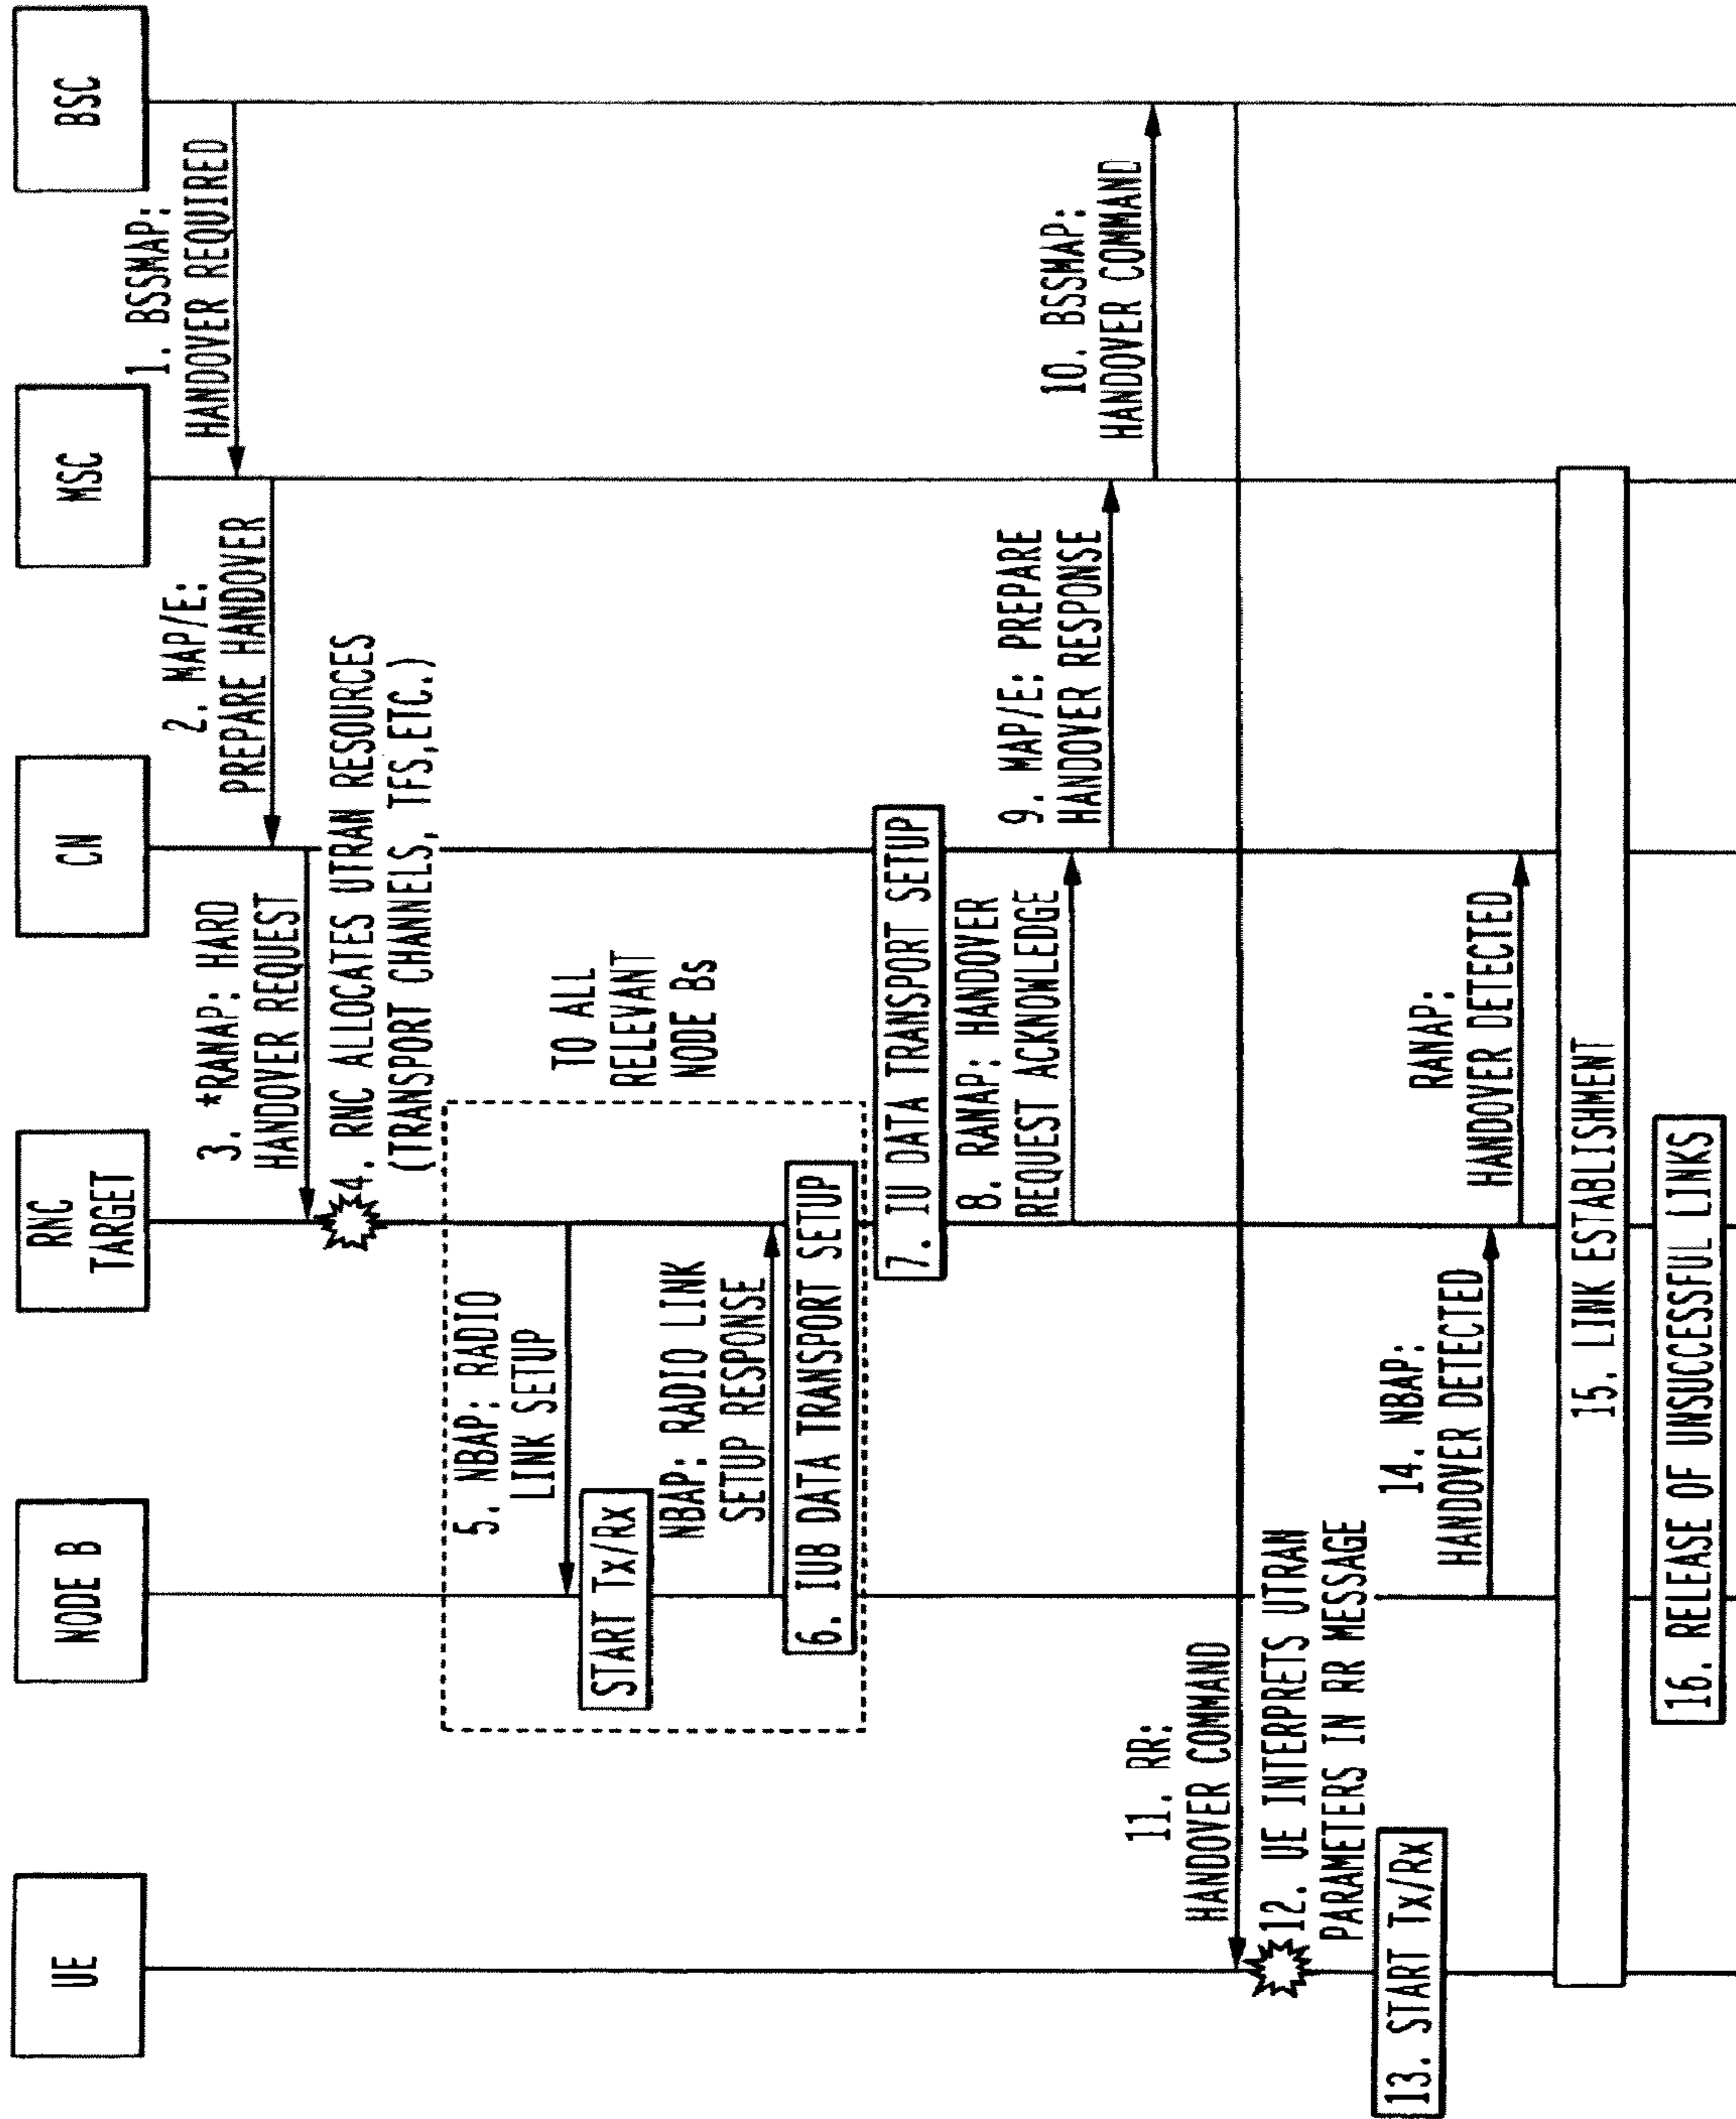 UE
NODE B
RNC
TARGET
CN
MSC
BSC
1. BSSMAP:
HANDOVER REQUIRED
2. MAP/E:
PREPARE HANDOVER
3. *RANAP: HARD
HANDOVER REQUEST
4. RNC ALLOCATES UTRAN RESOURCES
(TRANSPORT CHANNELS, TFS,ETC.)
5. NBAP: RADIO
LINK SETUP
TO ALL
RELEVANT
NODE Bs
START Tx/Rx
NBAP: RADIO LINK
SETUP RESPONSE
6. IUB DATA TRANSPORT SETUP
7. IU DATA TRANSPORT SETUP
8. RANAP: HANDOVER
REQUEST ACKNOWLEDGE
9. MAP/E: PREPARE
HANDOVER RESPONSE
10. BSSMAP:
HANDOVER COMMAND
11. RR:
HANDOVER COMMAND
12. UE INTERPRETS UTRAN
PARAMETERS IN RR MESSAGE
13. START Tx/Rx
14. NBAP:
HANDOVER DETECTED
RANAP:
HANDOVER DETECTED
15. LINK ESTABLISHMENT
16. RELEASE OF UNSUCCESSFUL LINKS